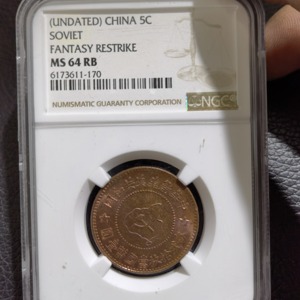 (UNDATED) CHINA 5C
SOVIET
FANTASY RESTRIKE
MS 64 RB
6173611-170
NUMISMATIC GUARANTY CORPORATION
NGC